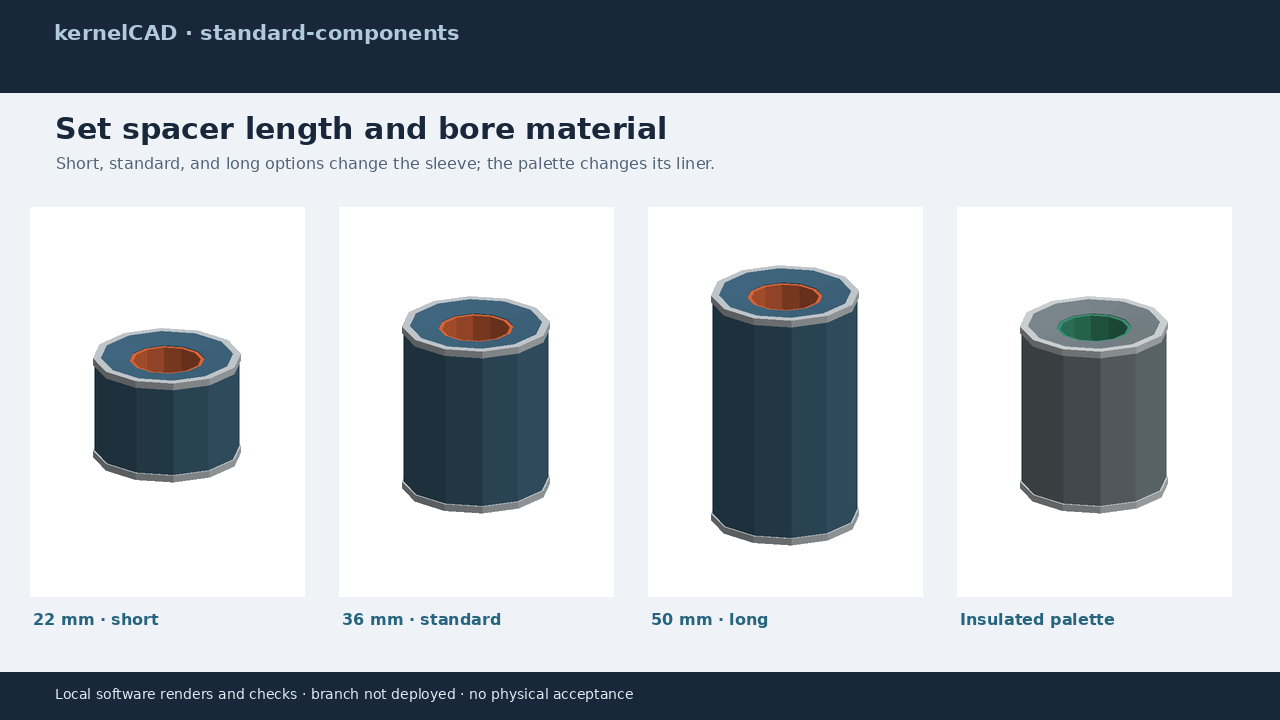 kernelCAD · standard-components
Set spacer length and bore material
Short, standard, and long options change the sleeve; the palette changes its liner.
22 mm · short
36 mm · standard
50 mm · long
Insulated palette
Local software renders and checks · branch not deployed · no physical acceptance